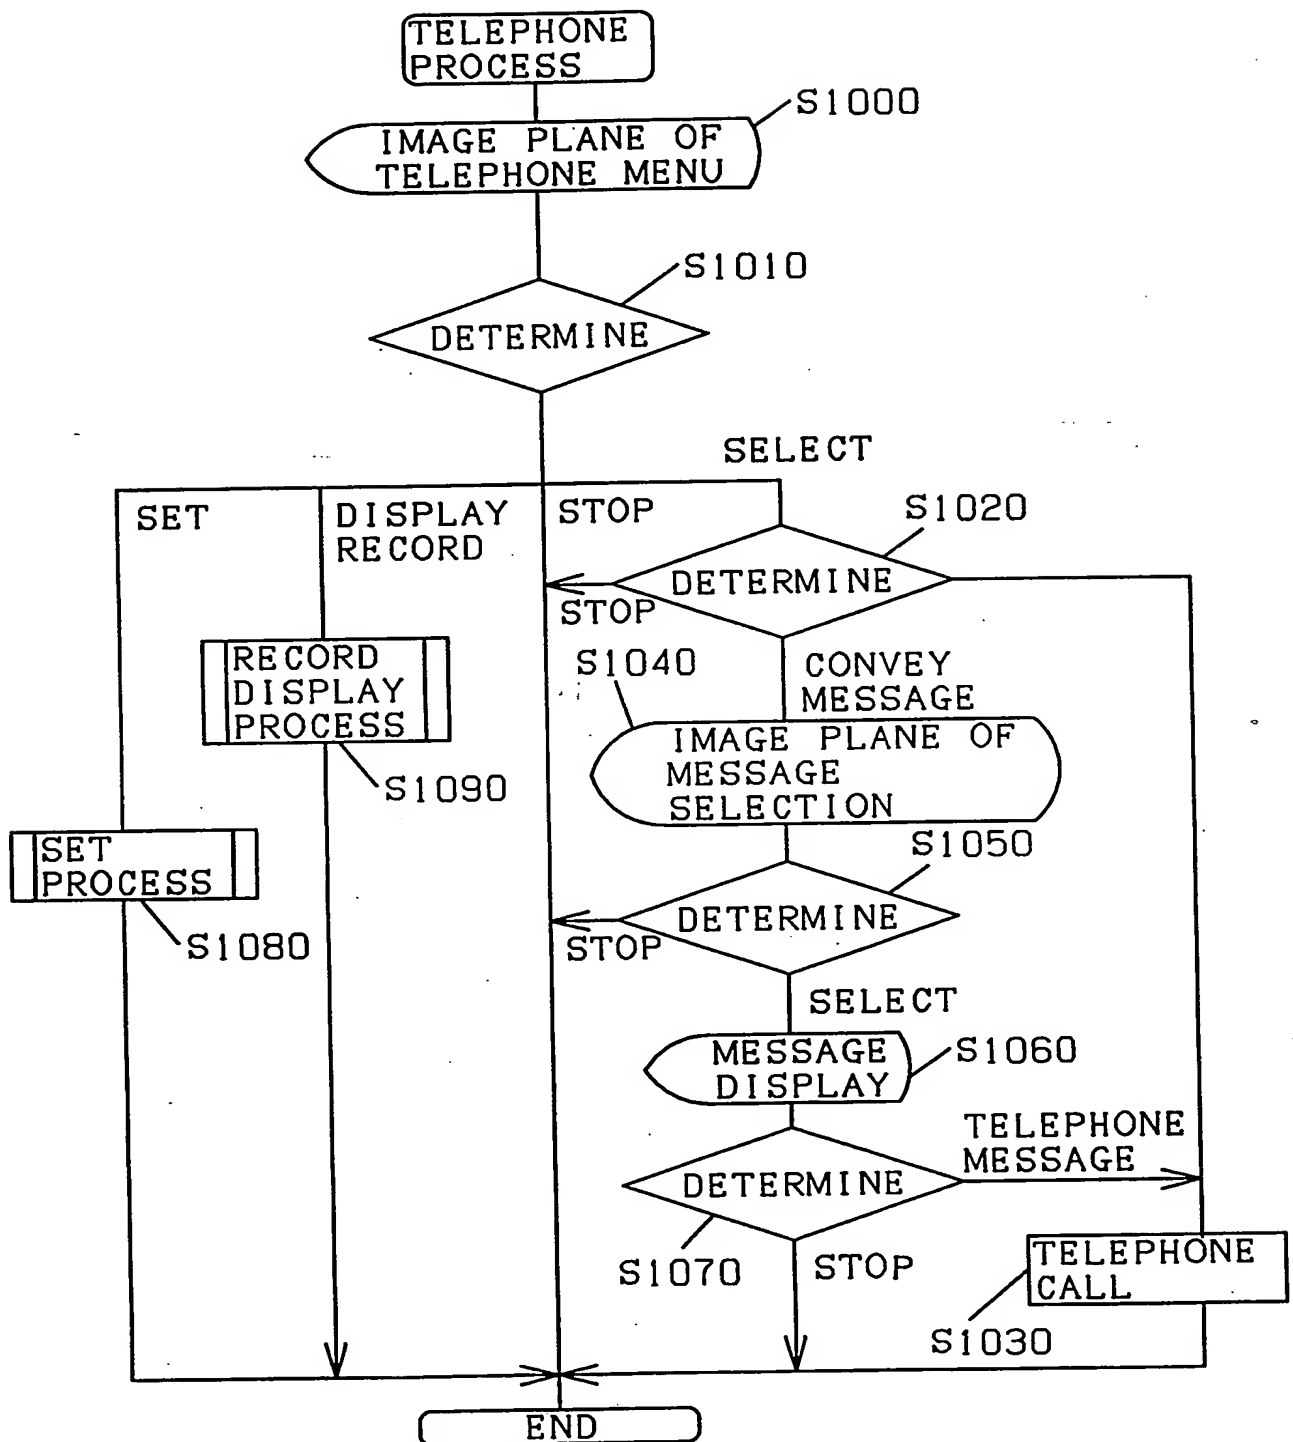 TELEPHONE
PROCESS
S1000
IMAGE PLANE OF
TELEPHONE MENU
S1010
DETERMINE
SELECT
SET
DISPLAY
RECORD
STOP
S1020
DETERMINE
STOP
RECORD
DISPLAY
PROCESS
S1090
S1040
CONVEY
MESSAGE
IMAGE PLANE OF
MESSAGE
SELECTION
SET
PROCESS
S1080
S1050
DETERMINE
STOP
SELECT
MESSAGE
DISPLAY
S1060
TELEPHONE
MESSAGE
DETERMINE
S1070
STOP
TELEPHONE
CALL
S1030
END